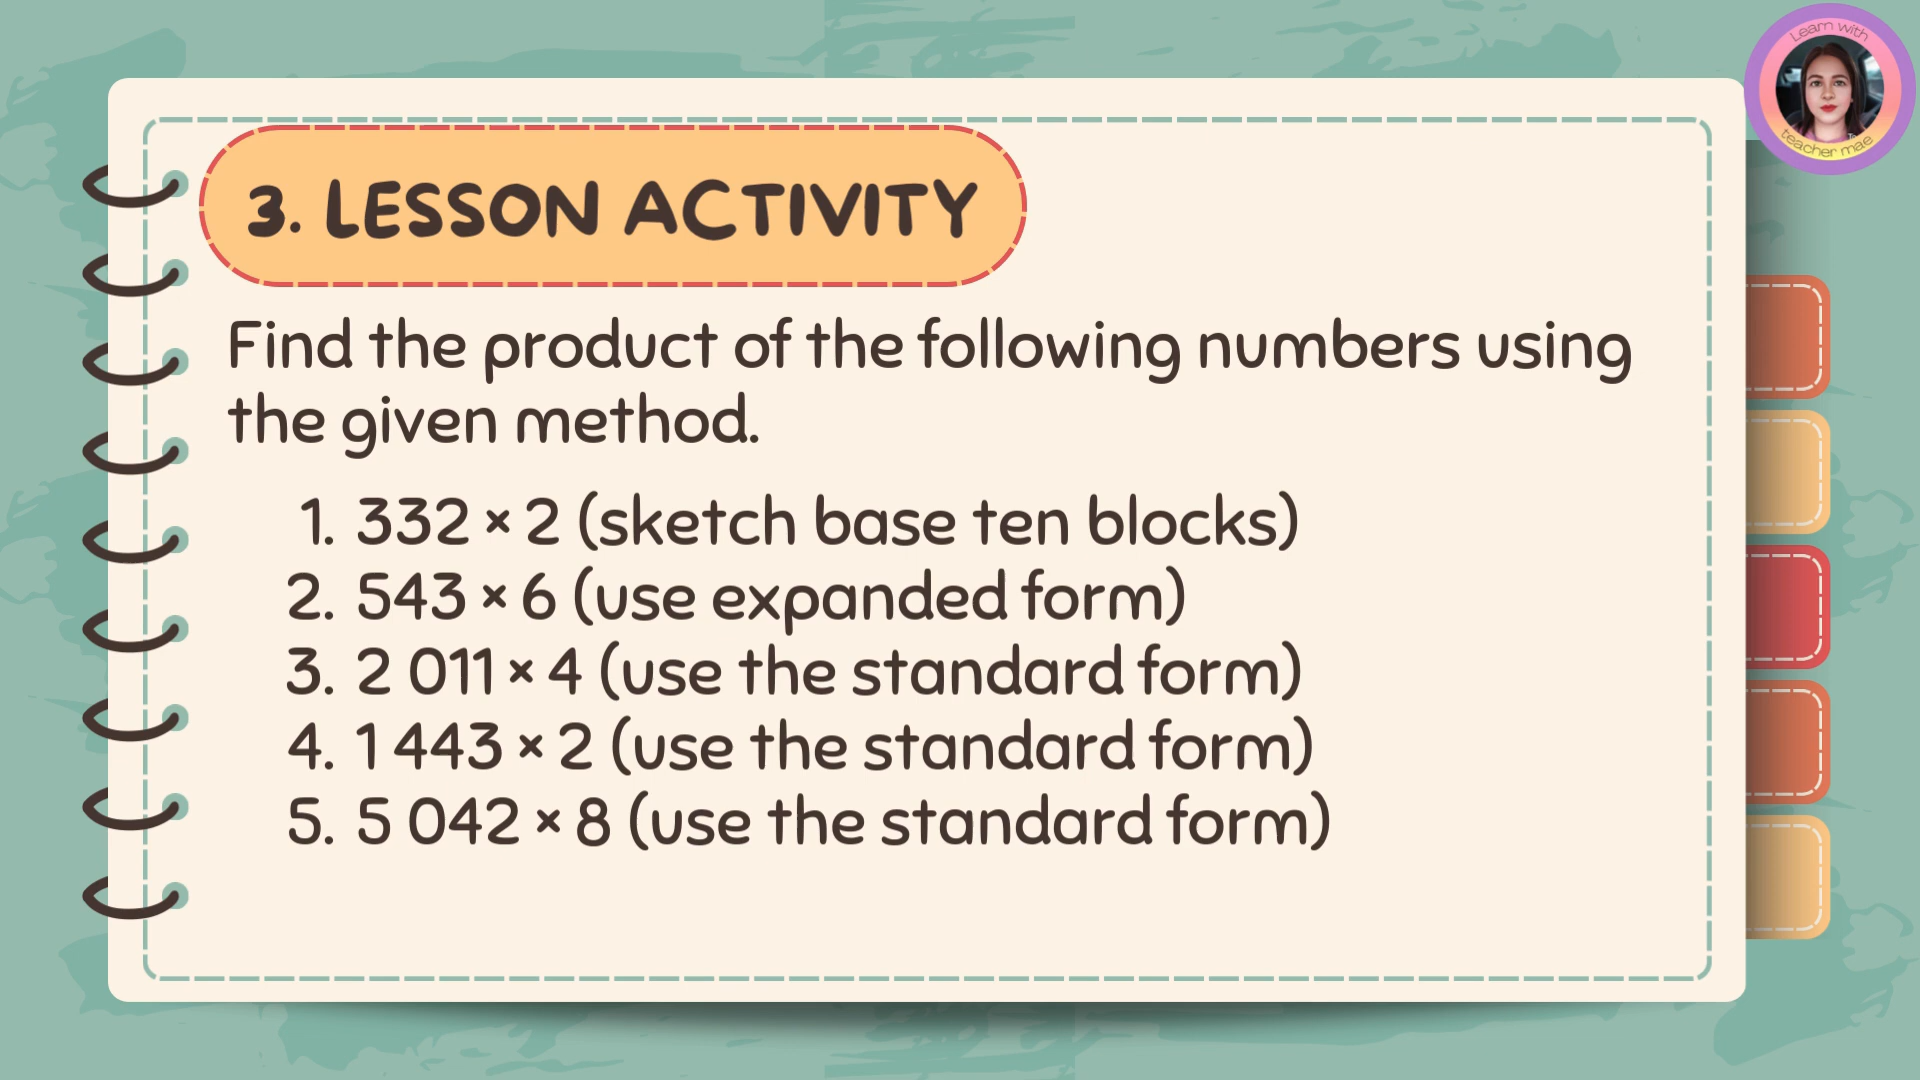 Learn with
teacher mae
3. LESSON ACTIVITY
Find the product of the following numbers using
the given method.
1. 332 × 2 (sketch base ten blocks)
2. 543 × 6 (use expanded form)
3. 2 011 × 4 (use the standard form)
4. 1 443 × 2 (use the standard form)
5. 5 042 × 8 (use the standard form)